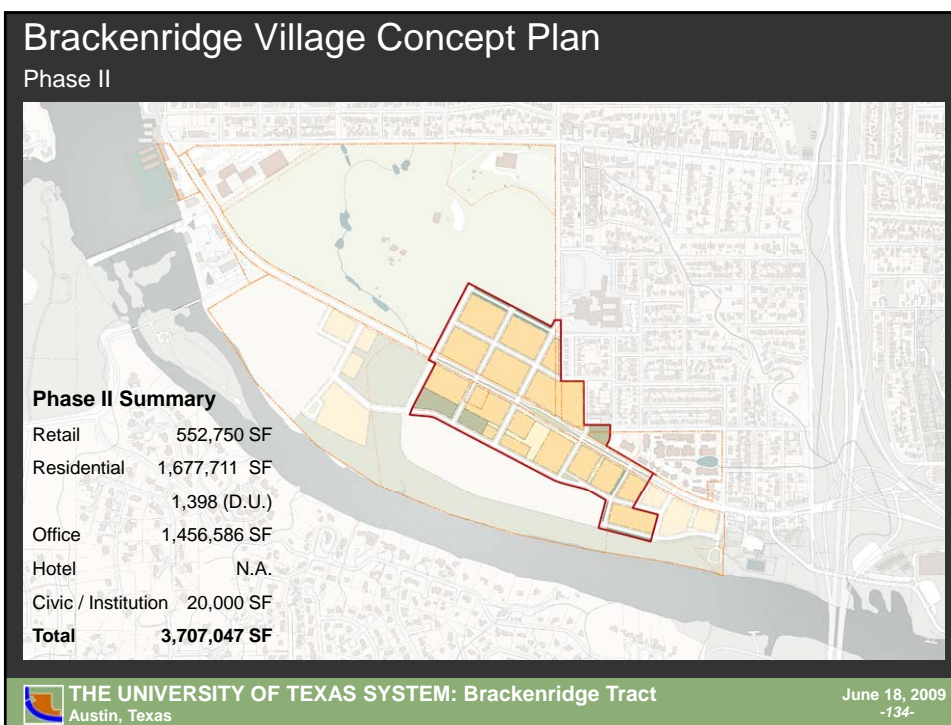 Brackenridge Village Concept Plan
Phase II
Phase II Summary
Retail 552,750 SF
Residential 1,677,711 SF
1,398 (D.U.)
Office 1,456,586 SF
Hotel N.A.
Civic / Institution 20,000 SF
Total 3,707,047 SF
THE UNIVERSITY OF TEXAS SYSTEM: Brackenridge Tract
Austin, Texas
June 18, 2009
-134-